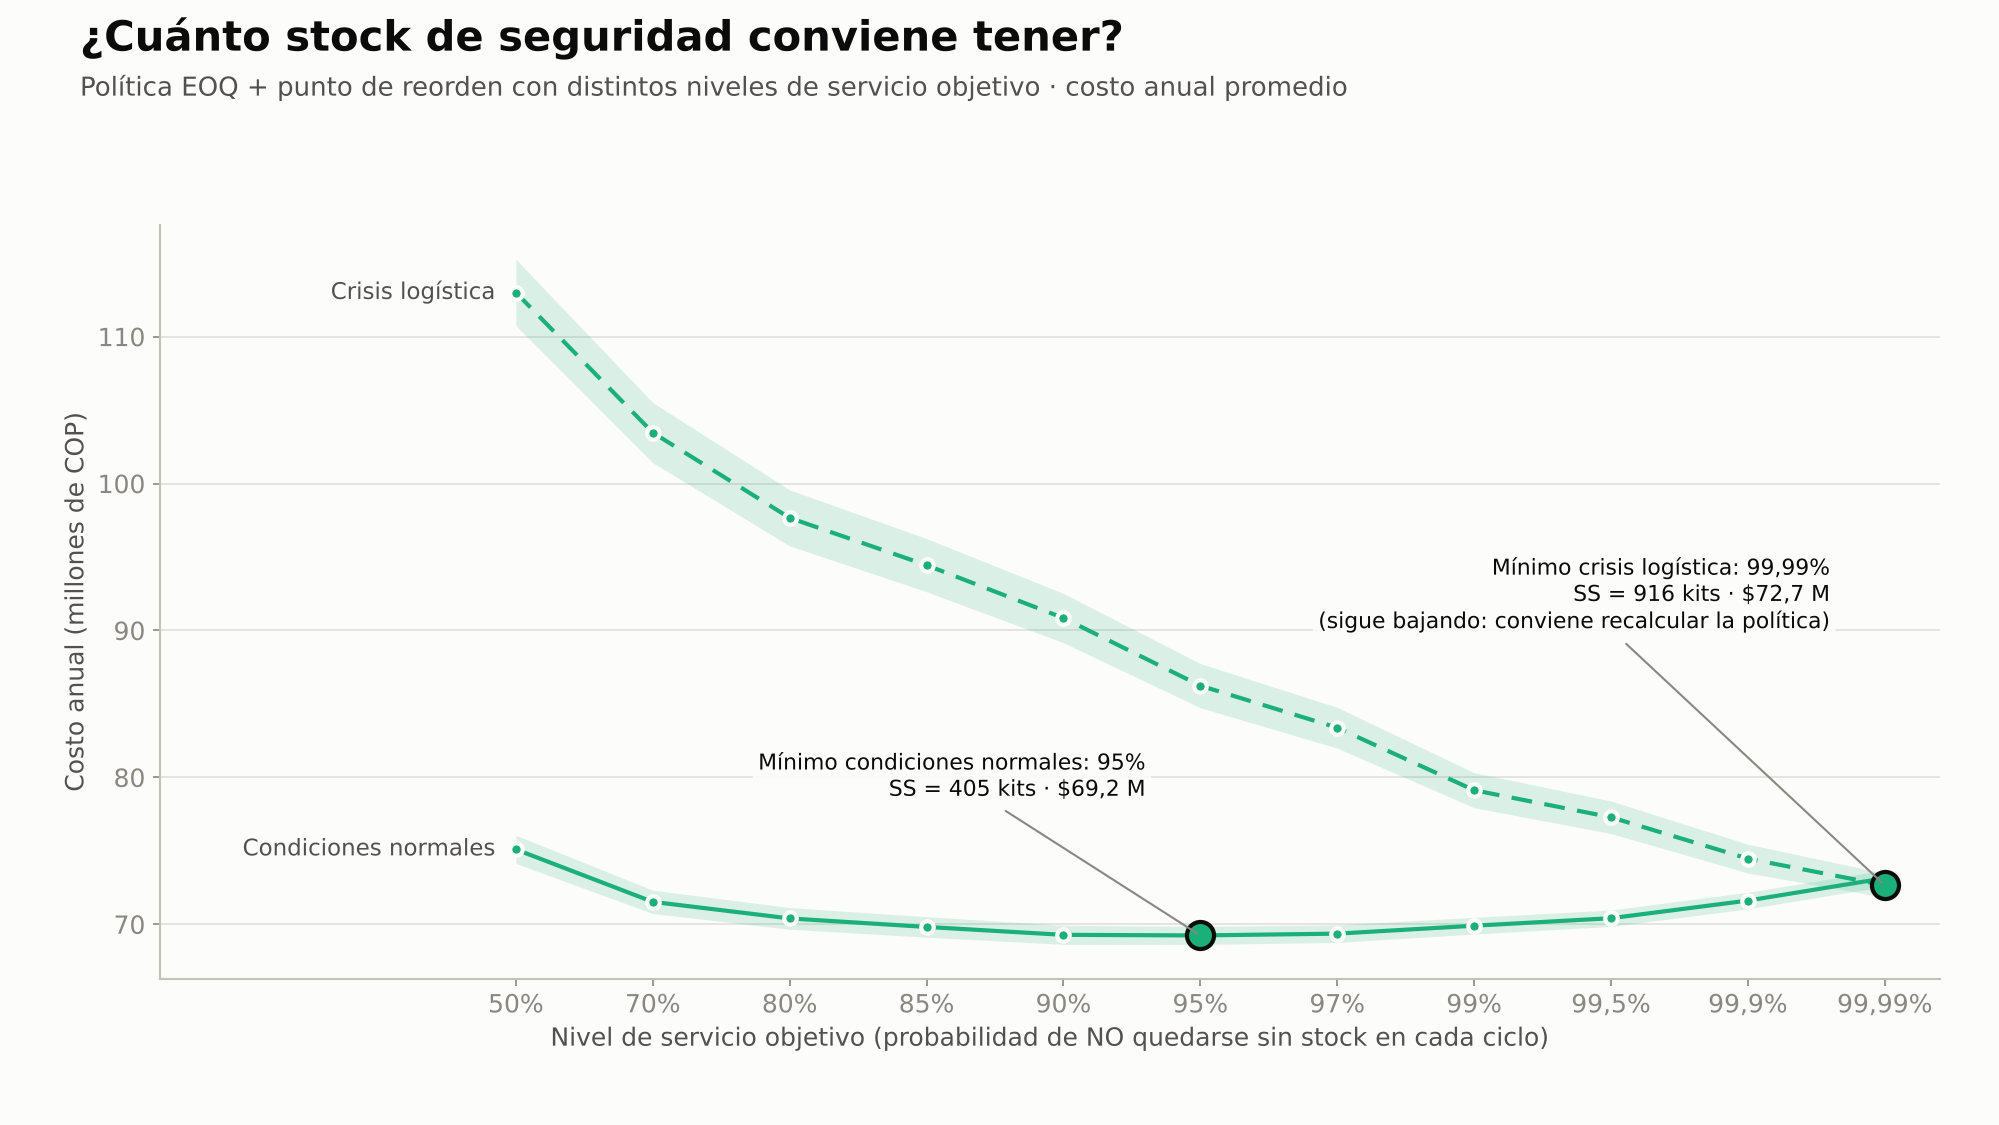 ¿Cuánto stock de seguridad conviene tener?
Política EOQ + punto de reorden con distintos niveles de servicio objetivo · costo anual promedio
Crisis logística
110
100
90
80
70
Costo anual (millones de COP)
Mínimo crisis logística: 99,99%
SS = 916 kits · $72,7 M
(sigue bajando: conviene recalcular la política)
Mínimo condiciones normales: 95%
SS = 405 kits · $69,2 M
Condiciones normales
50% 70% 80% 85% 90% 95% 97% 99% 99,5% 99,9% 99,99%
Nivel de servicio objetivo (probabilidad de NO quedarse sin stock en cada ciclo)